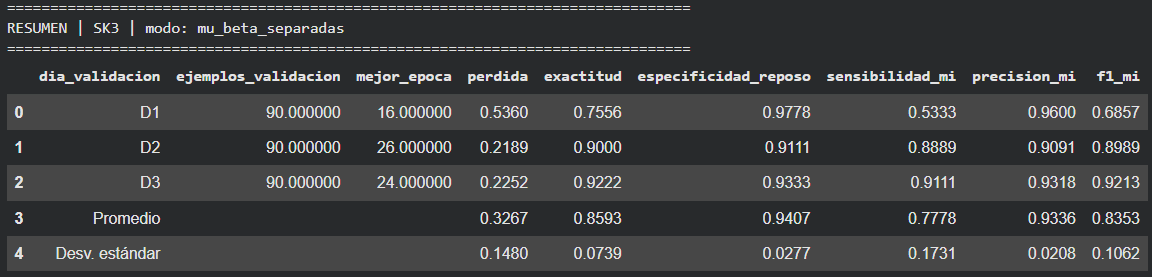 ================================================================================
RESUMEN | SK3 | modo: mu_beta_separadas
================================================================================
dia_validacion ejemplos_validacion mejor_epoca perdida exactitud especificidad_reposo sensibilidad_mi precision_mi f1_mi
0 D1 90.000000 16.000000 0.5360 0.7556 0.9778 0.5333 0.9600 0.6857
1 D2 90.000000 26.000000 0.2189 0.9000 0.9111 0.8889 0.9091 0.8989
2 D3 90.000000 24.000000 0.2252 0.9222 0.9333 0.9111 0.9318 0.9213
3 Promedio 0.3267 0.8593 0.9407 0.7778 0.9336 0.8353
4 Desv. estándar 0.1480 0.0739 0.0277 0.1731 0.0208 0.1062